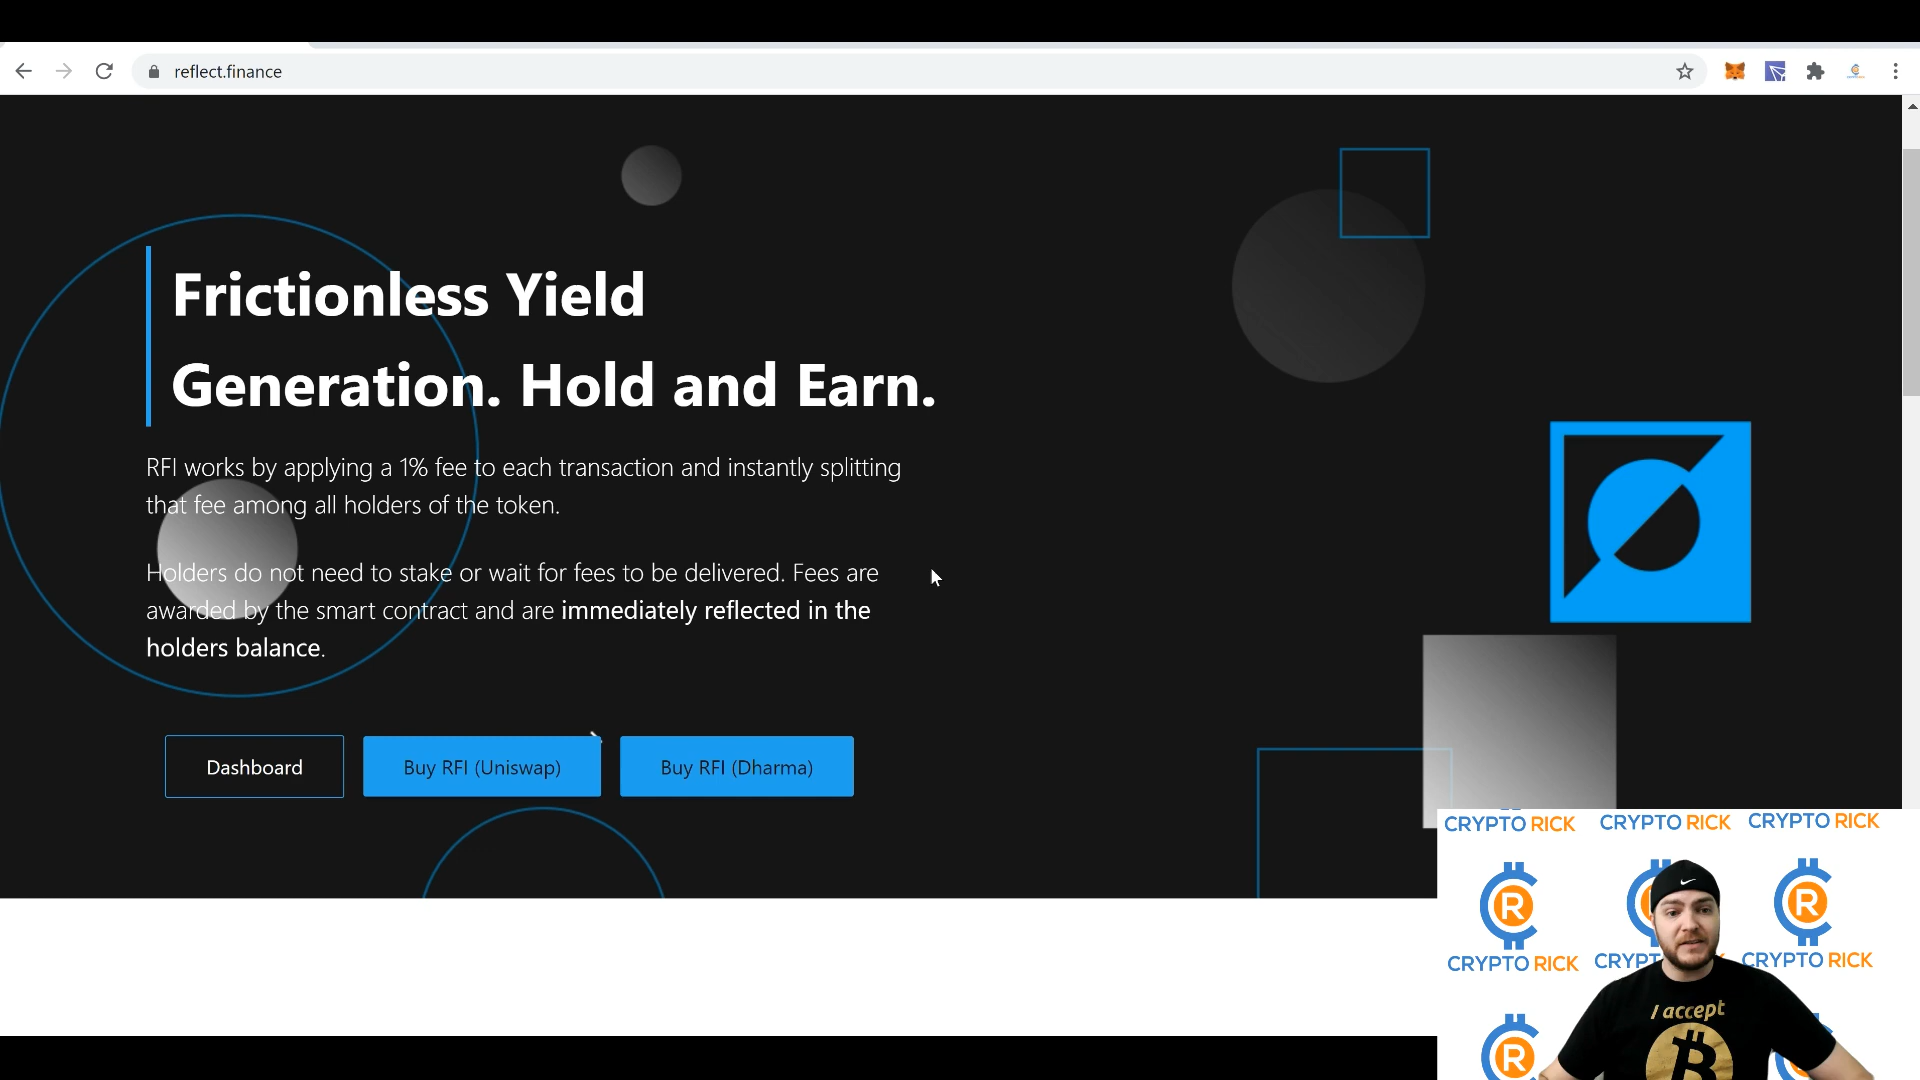 reflect.finance
Frictionless Yield
Generation. Hold and Earn.
RFI works by applying a 1% fee to each transaction and instantly splitting
that fee among all holders of the token.
Holders do not need to stake or wait for fees to be delivered. Fees are
awarded by the smart contract and are immediately reflected in the
holders balance.
Dashboard
Buy RFI (Uniswap)
Buy RFI (Dharma)
CRYPTO RICK
CRYPTO RICK
CRYPTO RICK
R
R
CRYPTO RICK
CRYPT
CRYPTO RICK
I accept
B
R